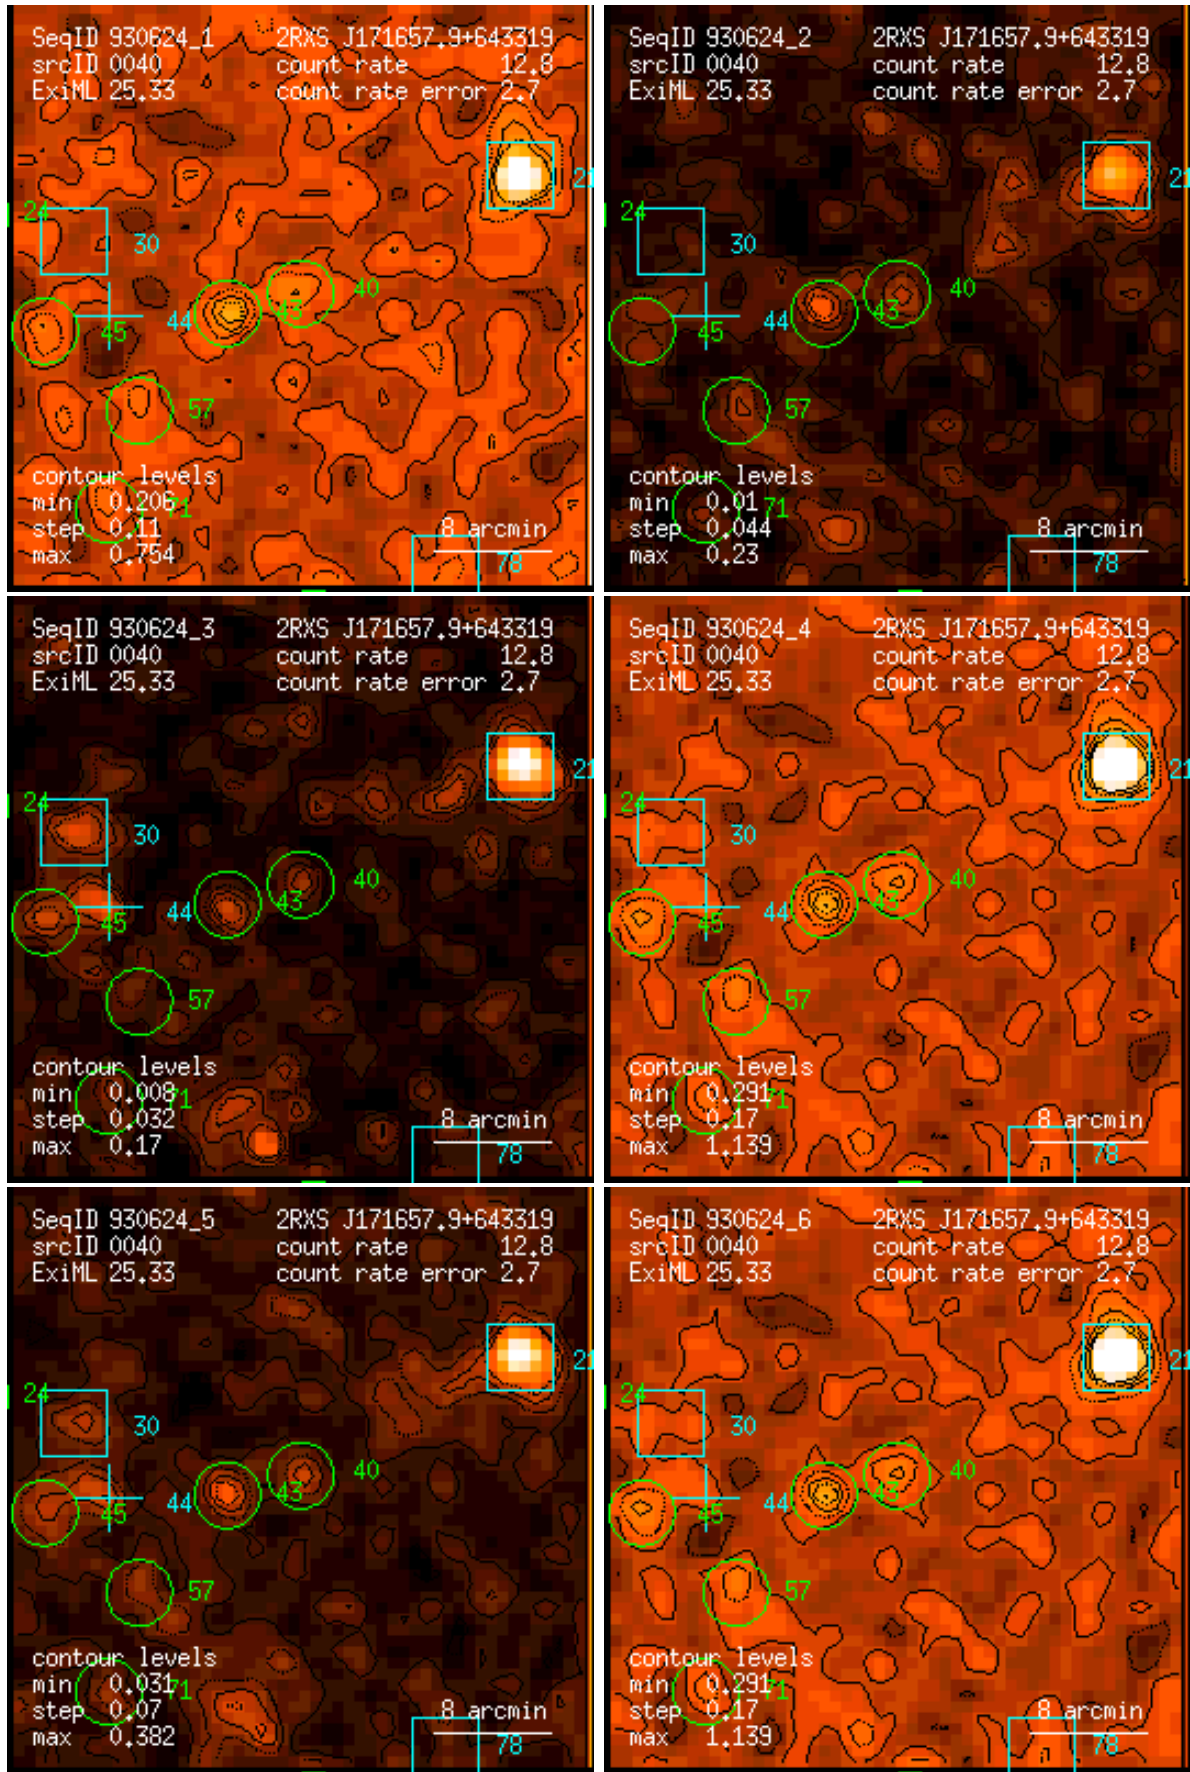 SeqID 930624_1 2RXS J171657.9+643319
srcID 0040 count rate 12.8
ExiML 25.33 count rate error 2.7
21
24
30
40
43
44
45
57
contour levels
min 0.206 71
step 0.11 8 arcmin
max 0.754 78
SeqID 930624_2 2RXS J171657.9+643319
srcID 0040 count rate 12.8
ExiML 25.33 count rate error 2.7
21
24
30
40
43
44
45
57
contour levels
min 0.01 71
step 0.044 8 arcmin
max 0.23 78
SeqID 930624_3 2RXS J171657.9+643319
srcID 0040 count rate 12.8
ExiML 25.33 count rate error 2.7
21
24
30
40
43
44
45
57
contour levels
min 0.008 71
step 0.032 8 arcmin
max 0.17 78
SeqID 930624_4 2RXS J171657.9+643319
srcID 0040 count rate 12.8
ExiML 25.33 count rate error 2.7
21
24
30
40
43
44
45
57
contour levels
min 0.291 71
step 0.17 8 arcmin
max 1.139 78
SeqID 930624_5 2RXS J171657.9+643319
srcID 0040 count rate 12.8
ExiML 25.33 count rate error 2.7
21
24
30
40
43
44
45
57
contour levels
min 0.031 71
step 0.07 8 arcmin
max 0.382 78
SeqID 930624_6 2RXS J171657.9+643319
srcID 0040 count rate 12.8
ExiML 25.33 count rate error 2.7
21
24
30
40
43
44
45
57
contour levels
min 0.291 71
step 0.17 8 arcmin
max 1.139 78